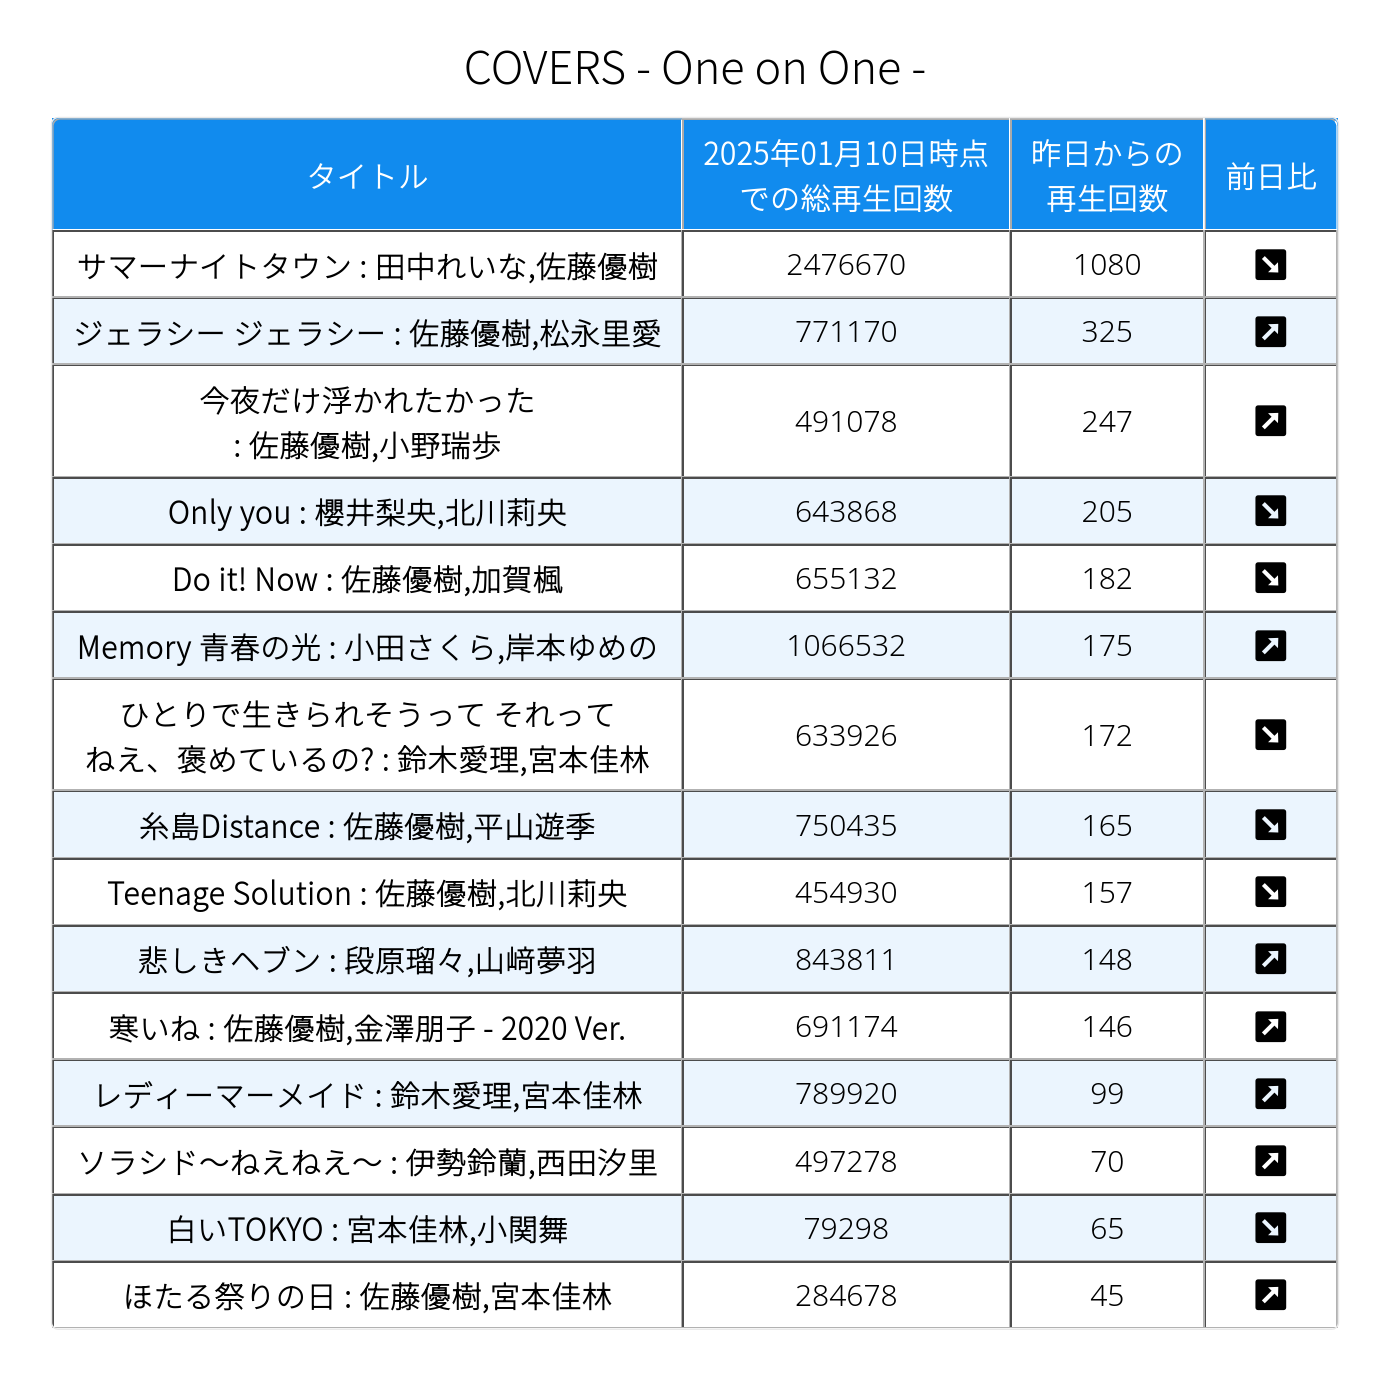 COVERS - One on One -
タイトル
2025年01月10日時点
での総再生回数
昨日からの
再生回数
前日比
サマーナイトタウン : 田中れいな,佐藤優樹
2476670
1080
ジェラシー ジェラシー : 佐藤優樹,松永里愛
771170
325
今夜だけ浮かれたかった
: 佐藤優樹,小野瑞歩
491078
247
Only you : 櫻井梨央,北川莉央
643868
205
Do it! Now : 佐藤優樹,加賀楓
655132
182
Memory 青春の光 : 小田さくら,岸本ゆめの
1066532
175
ひとりで生きられそうって それって
ねえ、褒めているの? : 鈴木愛理,宮本佳林
633926
172
糸島Distance : 佐藤優樹,平山遊季
750435
165
Teenage Solution : 佐藤優樹,北川莉央
454930
157
悲しきヘブン : 段原瑠々,山﨑夢羽
843811
148
寒いね : 佐藤優樹,金澤朋子 - 2020 Ver.
691174
146
レディーマーメイド : 鈴木愛理,宮本佳林
789920
99
ソラシド〜ねえねえ〜 : 伊勢鈴蘭,西田汐里
497278
70
白いTOKYO : 宮本佳林,小関舞
79298
65
ほたる祭りの日 : 佐藤優樹,宮本佳林
284678
45